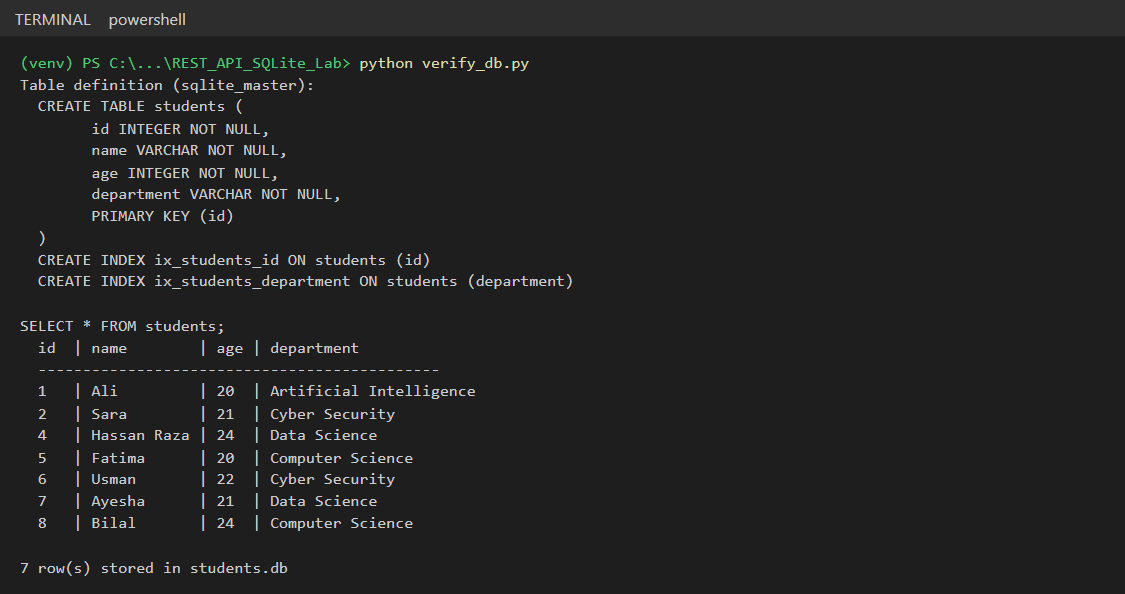 TERMINAL powershell
(venv) PS C:\...\REST_API_SQLite_Lab> python verify_db.py
Table definition (sqlite_master):
CREATE TABLE students (
id INTEGER NOT NULL,
name VARCHAR NOT NULL,
age INTEGER NOT NULL,
department VARCHAR NOT NULL,
PRIMARY KEY (id)
)
CREATE INDEX ix_students_id ON students (id)
CREATE INDEX ix_students_department ON students (department)
SELECT * FROM students;
id | name | age | department
---------------------------------------------
1 | Ali | 20 | Artificial Intelligence
2 | Sara | 21 | Cyber Security
4 | Hassan Raza | 24 | Data Science
5 | Fatima | 20 | Computer Science
6 | Usman | 22 | Cyber Security
7 | Ayesha | 21 | Data Science
8 | Bilal | 24 | Computer Science
7 row(s) stored in students.db